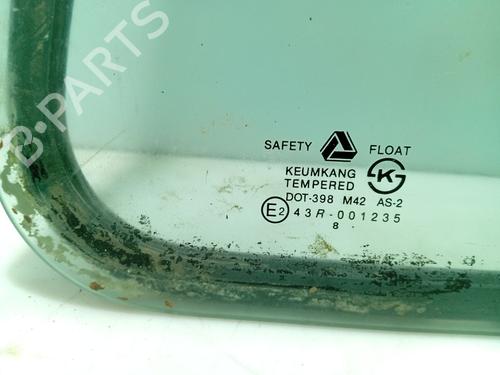 B-PARTS
SAFETY FLOAT
KEUMKANG
TEMPERED
DOT-398 M42 AS-2
E2 43R-001235
8